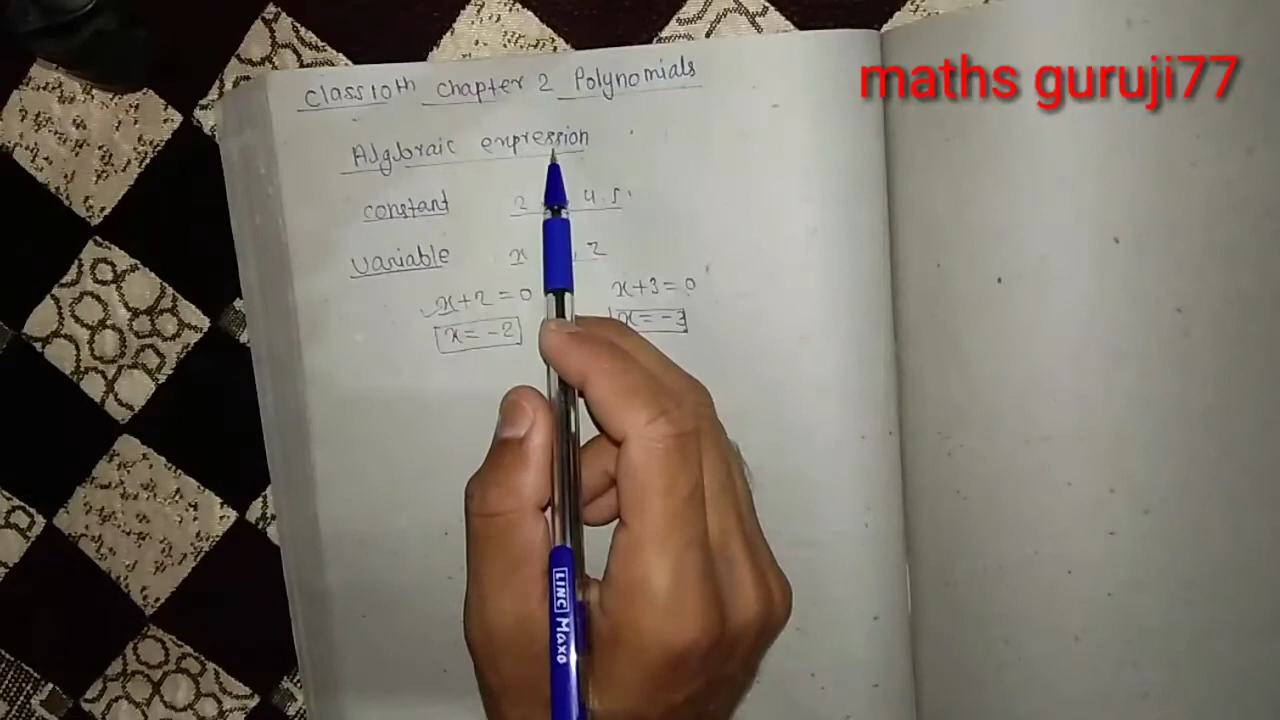 maths guruji77
Class 10th Chapter 2 Polynomials
Algbraic expression
constant 2 4.5
variable x , z
x+2=0 x+3=0
x=-2 x=-3
LINC Maxo